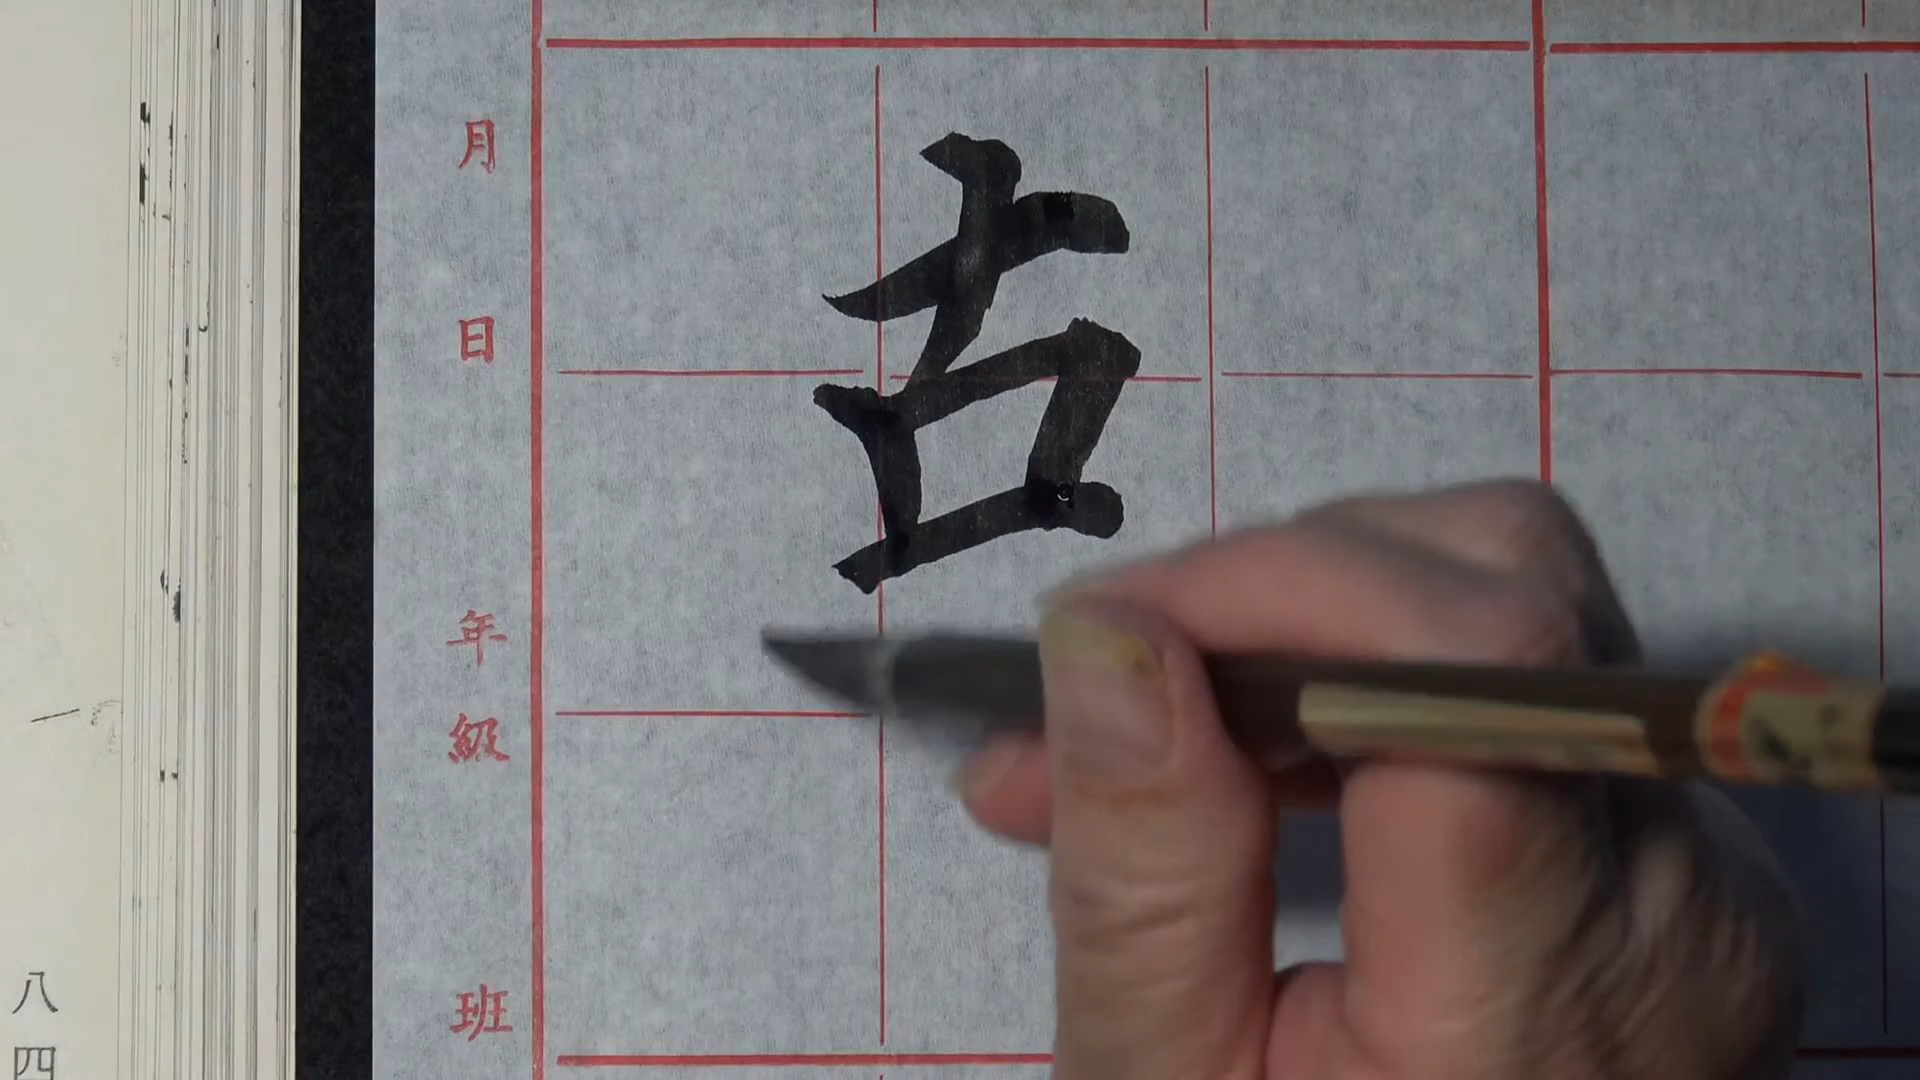 月
日
年
級
班
古
八
四